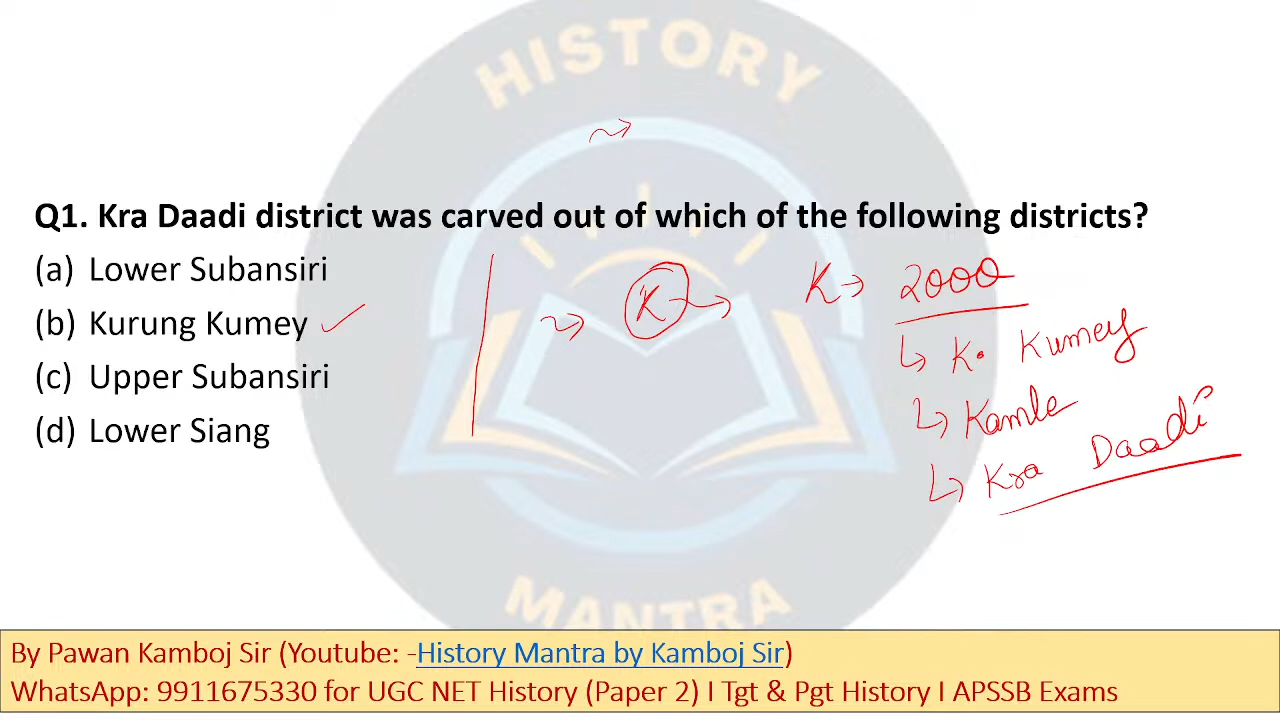 HISTORY
Q1. Kra Daadi district was carved out of which of the following districts?
(a) Lower Subansiri
(b) Kurung Kumey
(c) Upper Subansiri
(d) Lower Siang
K
K → 2000
K. Kumey
Kamle
Kra Daadi
MANTRA
By Pawan Kamboj Sir (Youtube: -History Mantra by Kamboj Sir)
WhatsApp: 9911675330 for UGC NET History (Paper 2) I Tgt & Pgt History I APSSB Exams